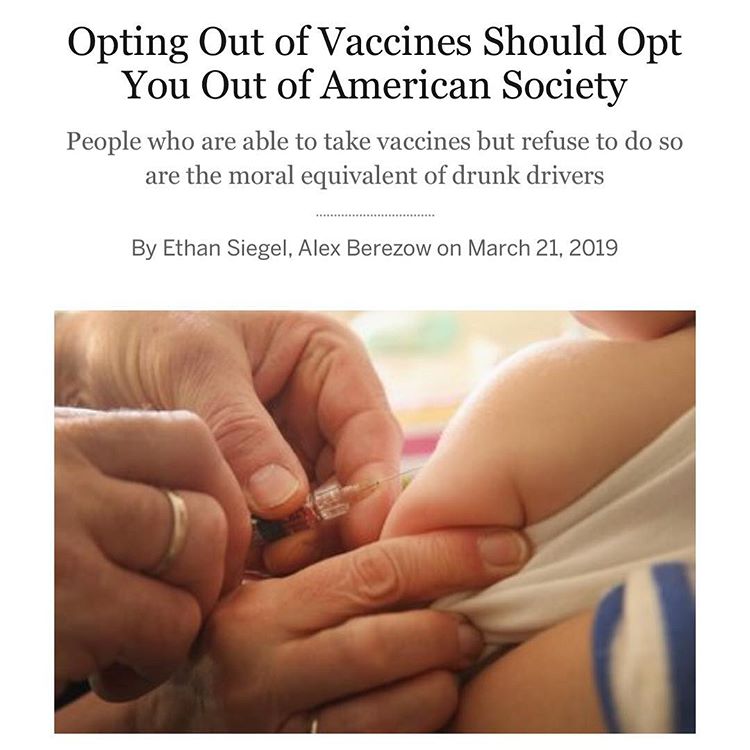 Opting Out of Vaccines Should Opt
You Out of American Society
People who are able to take vaccines but refuse to do so
are the moral equivalent of drunk drivers
By Ethan Siegel, Alex Berezow on March 21, 2019